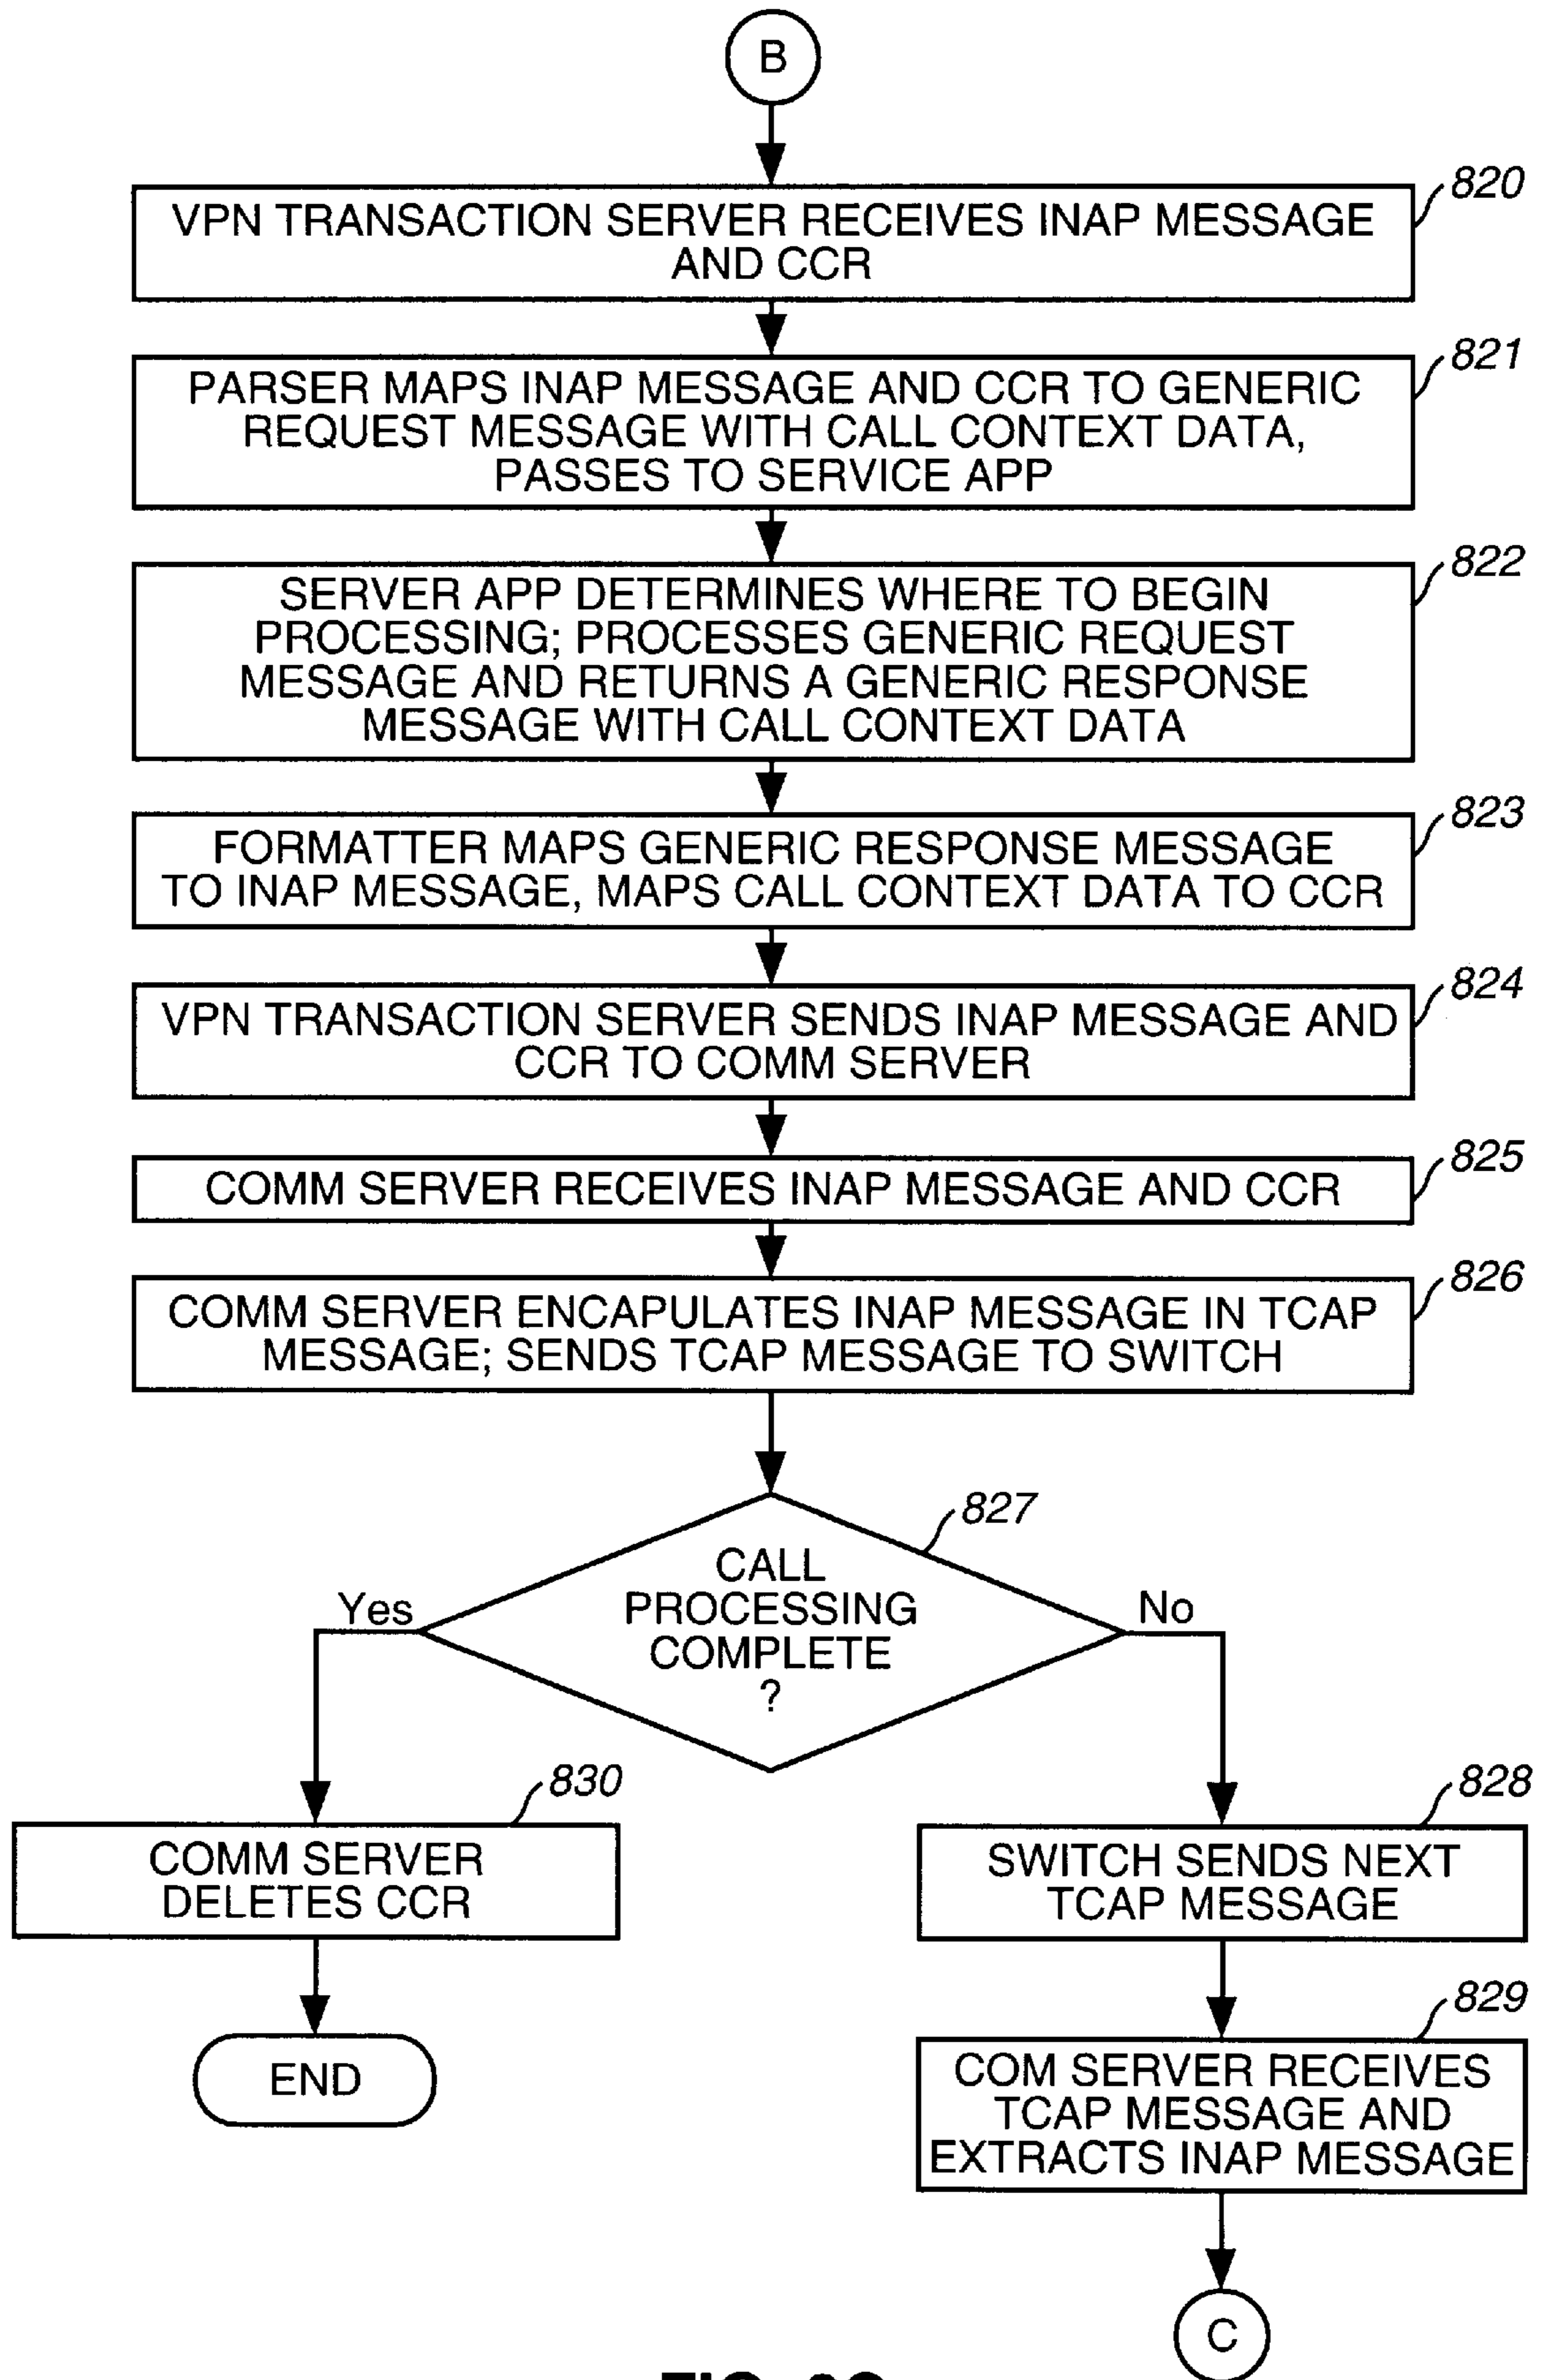 B
820
VPN TRANSACTION SERVER RECEIVES INAP MESSAGE
AND CCR
821
PARSER MAPS INAP MESSAGE AND CCR TO GENERIC
REQUEST MESSAGE WITH CALL CONTEXT DATA,
PASSES TO SERVICE APP
822
SERVER APP DETERMINES WHERE TO BEGIN
PROCESSING; PROCESSES GENERIC REQUEST
MESSAGE AND RETURNS A GENERIC RESPONSE
MESSAGE WITH CALL CONTEXT DATA
823
FORMATTER MAPS GENERIC RESPONSE MESSAGE
TO INAP MESSAGE, MAPS CALL CONTEXT DATA TO CCR
824
VPN TRANSACTION SERVER SENDS INAP MESSAGE AND
CCR TO COMM SERVER
825
COMM SERVER RECEIVES INAP MESSAGE AND CCR
826
COMM SERVER ENCAPULATES INAP MESSAGE IN TCAP
MESSAGE; SENDS TCAP MESSAGE TO SWITCH
827
CALL
PROCESSING
COMPLETE
?
Yes
No
830
COMM SERVER
DELETES CCR
END
828
SWITCH SENDS NEXT
TCAP MESSAGE
829
COM SERVER RECEIVES
TCAP MESSAGE AND
EXTRACTS INAP MESSAGE
C